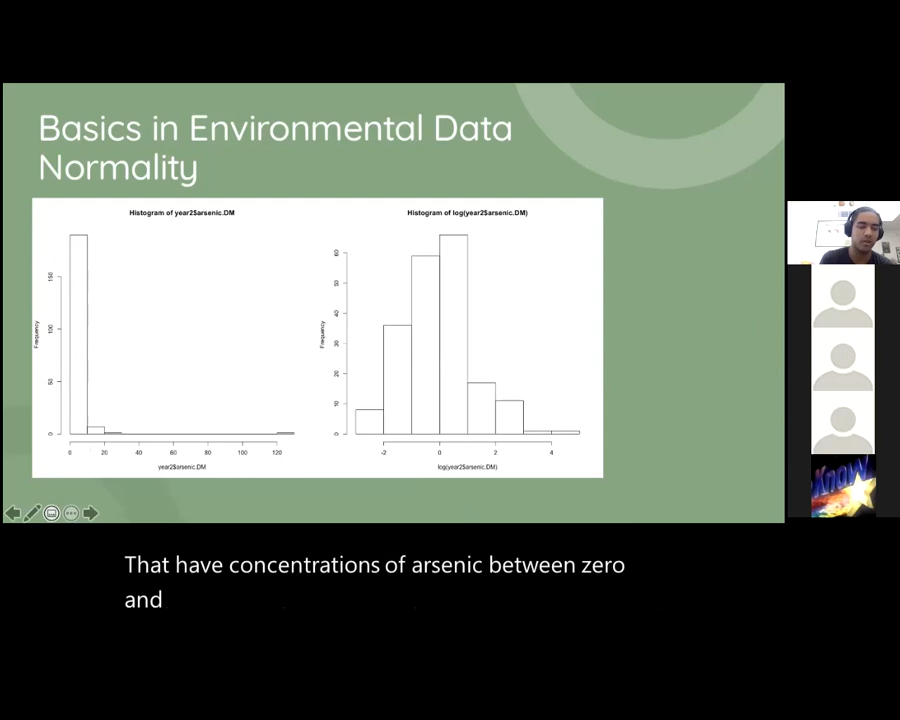 Basics in Environmental Data
Normality
Histogram of year2$arsenic.DM
Histogram of log(year2$arsenic.DM)
Frequency
0
50
100
150
0
20
40
60
80
100
120
year2$arsenic.DM
Frequency
0
10
20
30
40
50
60
-2
0
2
4
log(year2$arsenic.DM)
Know
That have concentrations of arsenic between zero
and